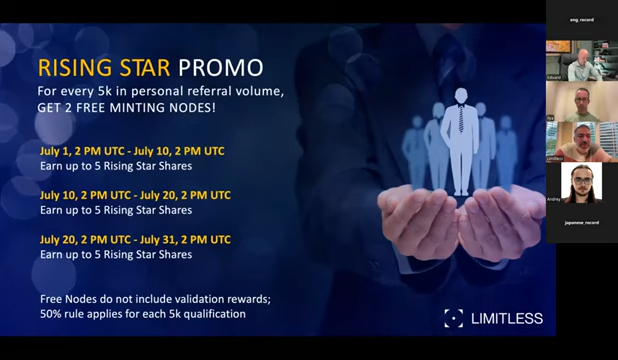 RISING STAR PROMO
For every 5k in personal referral volume,
GET 2 FREE MINTING NODES!
July 1, 2 PM UTC - July 10, 2 PM UTC
Earn up to 5 Rising Star Shares
July 10, 2 PM UTC - July 20, 2 PM UTC
Earn up to 5 Rising Star Shares
July 20, 2 PM UTC - July 31, 2 PM UTC
Earn up to 5 Rising Star Shares
Free Nodes do not include validation rewards;
50% rule applies for each 5k qualification
LIMITLESS
eng_record
Eduard
Ilya
Limitless
Andrey
japanese_record